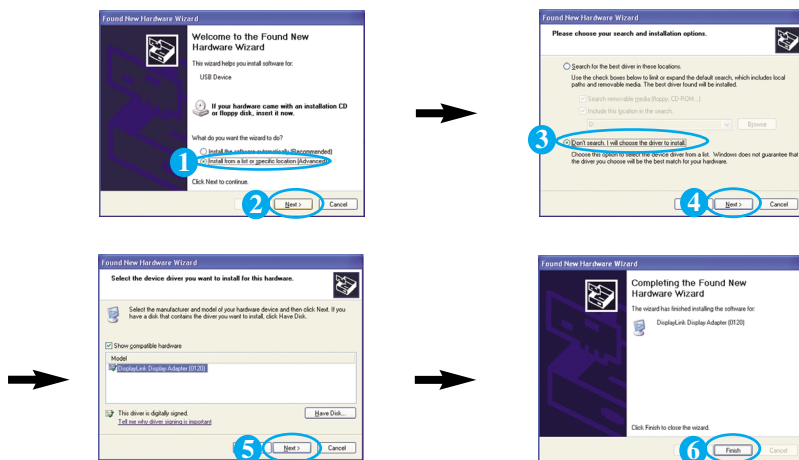 Found New Hardware Wizard
Welcome to the Found New
Hardware Wizard
This wizard helps you install software for:
USB Device
If your hardware came with an installation CD
or floppy disk, insert it now.
What do you want the wizard to do?
Install the software automatically (Recommended)
1
Install from a list or specific location (Advanced)
Click Next to continue.
2
Next >
Cancel
Found New Hardware Wizard
Please choose your search and installation options.
Search for the best driver in these locations.
Use the check boxes below to limit or expand the default search, which includes local
paths and removable media. The best driver found will be installed.
Search removable media (floppy, CD-ROM...)
Include this location in the search:
D:
Browse
3
Don't search. I will choose the driver to install.
Choose this option to select the device driver from a list. Windows does not guarantee that
the driver you choose will be the best match for your hardware.
4
Next >
Cancel
Found New Hardware Wizard
Select the device driver you want to install for this hardware.
Select the manufacturer and model of your hardware device and then click Next. If you
have a disk that contains the driver you want to install, click Have Disk.
Show compatible hardware
Model
DisplayLink Display Adapter (0120)
This driver is digitally signed.
Have Disk...
Tell me why driver signing is important
5
Next >
Cancel
Found New Hardware Wizard
Completing the Found New
Hardware Wizard
The wizard has finished installing the software for:
DisplayLink Display Adapter (0120)
Click Finish to close the wizard.
6
Finish
Cancel